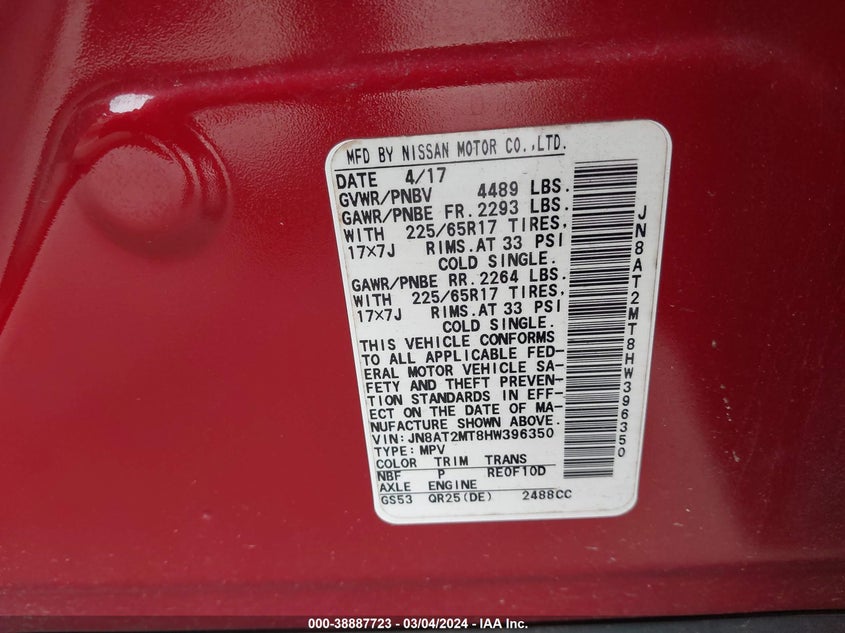 MFD BY NISSAN MOTOR CO.,LTD.
DATE 4/17
GVWR/PNBV 4489 LBS.
GAWR/PNBE FR. 2293 LBS.
WITH 225/65R17 TIRES,
17×7J RIMS.AT 33 PSI
COLD SINGLE.
GAWR/PNBE RR. 2264 LBS.
WITH 225/65R17 TIRES,
17×7J RIMS.AT 33 PSI
COLD SINGLE.
THIS VEHICLE CONFORMS
TO ALL APPLICABLE FED-
ERAL MOTOR VEHICLE SA-
FETY AND THEFT PREVEN-
TION STANDARDS IN EFF-
ECT ON THE DATE OF MA-
NUFACTURE SHOWN ABOVE.
VIN:JN8AT2MT8HW396350
TYPE:MPV
COLOR TRIM TRANS
NBF P RE0F10D
AXLE ENGINE
GS53 QR25(DE) 2488CC
JN8AT2MT8HW396350
000-38887723 - 03/04/2024 - IAA Inc.